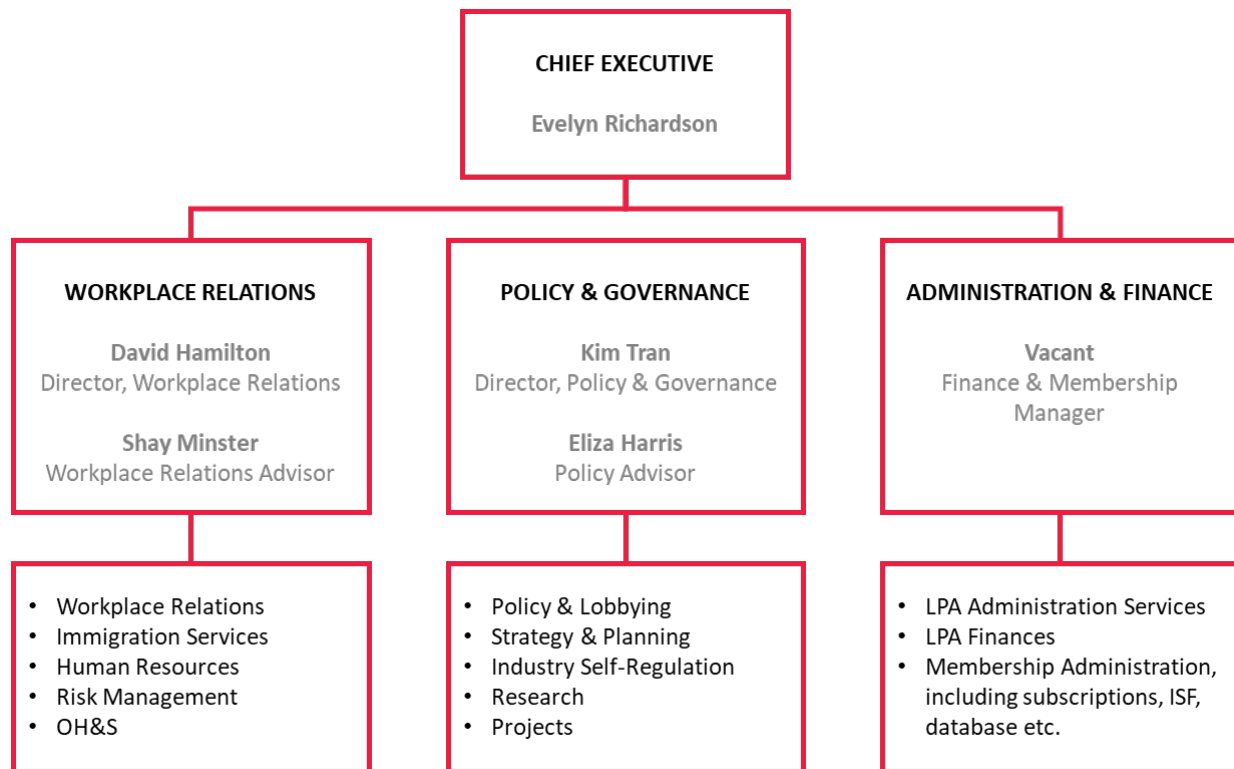 CHIEF EXECUTIVE
Evelyn Richardson
WORKPLACE RELATIONS
David Hamilton
Director, Workplace Relations
Shay Minster
Workplace Relations Advisor
POLICY & GOVERNANCE
Kim Tran
Director, Policy & Governance
Eliza Harris
Policy Advisor
ADMINISTRATION & FINANCE
Vacant
Finance & Membership
Manager
• Workplace Relations
• Immigration Services
• Human Resources
• Risk Management
• OH&S
• Policy & Lobbying
• Strategy & Planning
• Industry Self-Regulation
• Research
• Projects
• LPA Administration Services
• LPA Finances
• Membership Administration,
including subscriptions, ISF,
database etc.